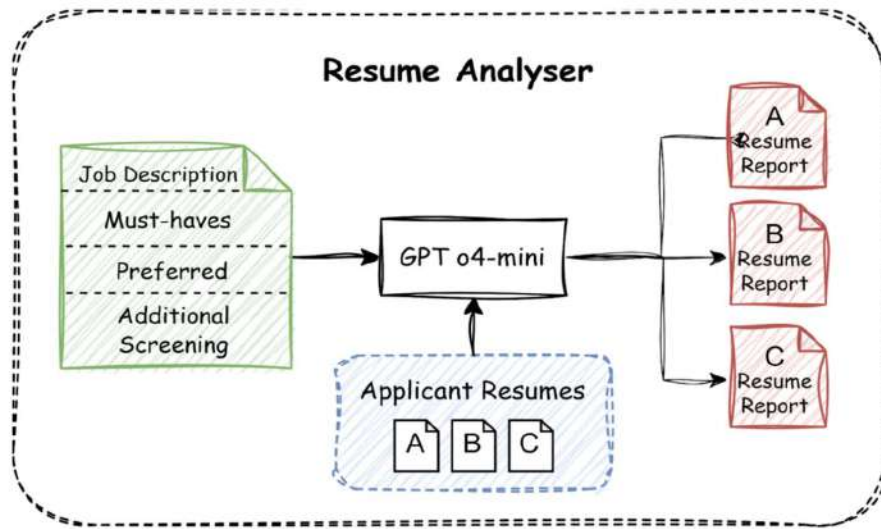 Resume Analyser
Job Description
Must-haves
Preferred
Additional
Screening
GPT o4-mini
Applicant Resumes
A B C
A
Resume
Report
B
Resume
Report
C
Resume
Report